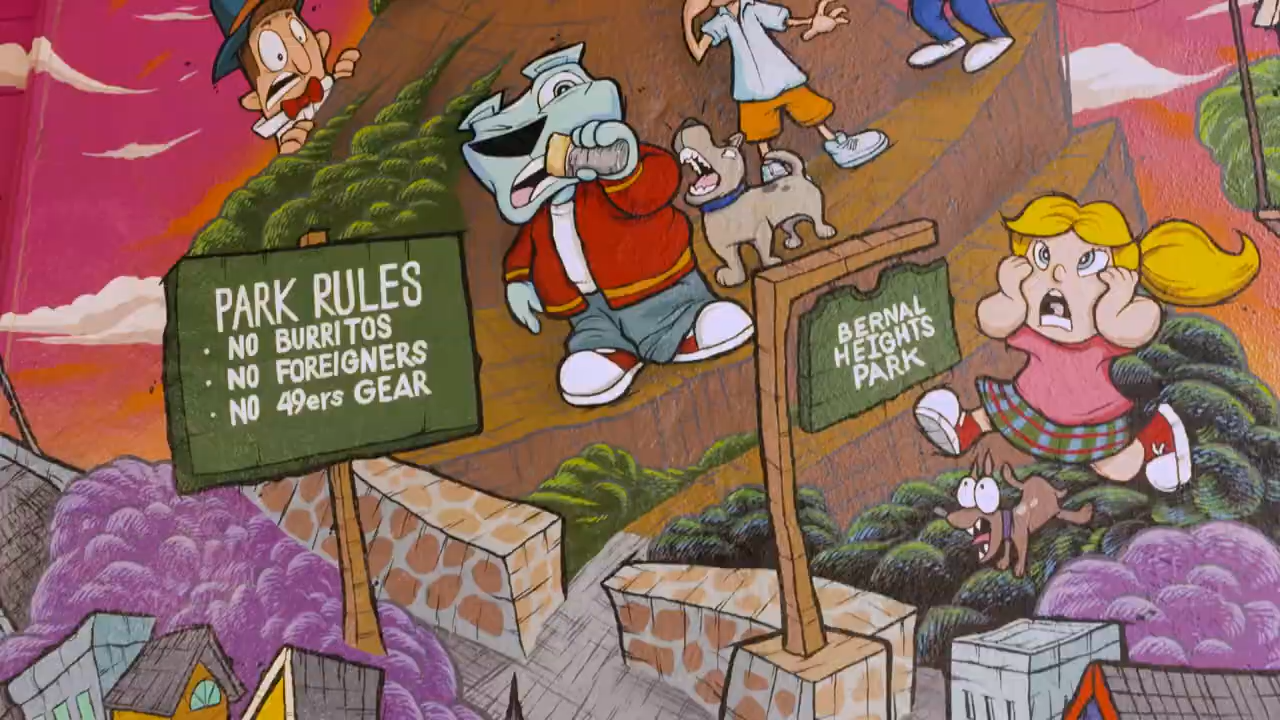 PARK RULES
· NO BURRITOS
· NO FOREIGNERS
· NO 49ers GEAR
BERNAL
HEIGHTS
PARK